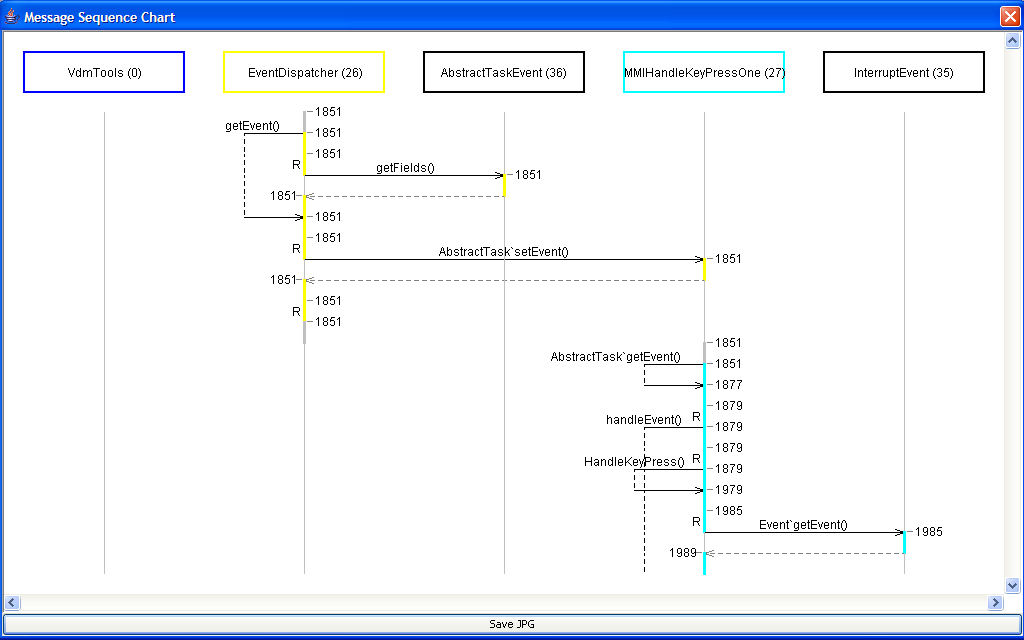 Message Sequence Chart
VdmTools (0)
EventDispatcher (26)
AbstractTaskEvent (36)
MMIHandleKeyPressOne (27)
InterruptEvent (35)
1851
getEvent()
1851
1851
R
getFields()
1851
1851
1851
1851
R
AbstractTask`setEvent()
1851
1851
1851
R
1851
1851
AbstractTask`getEvent()
1851
1877
1879
R
handleEvent()
1879
1879
R
HandleKeyPress()
1879
1979
1985
R
Event`getEvent()
1985
1989
Save JPG